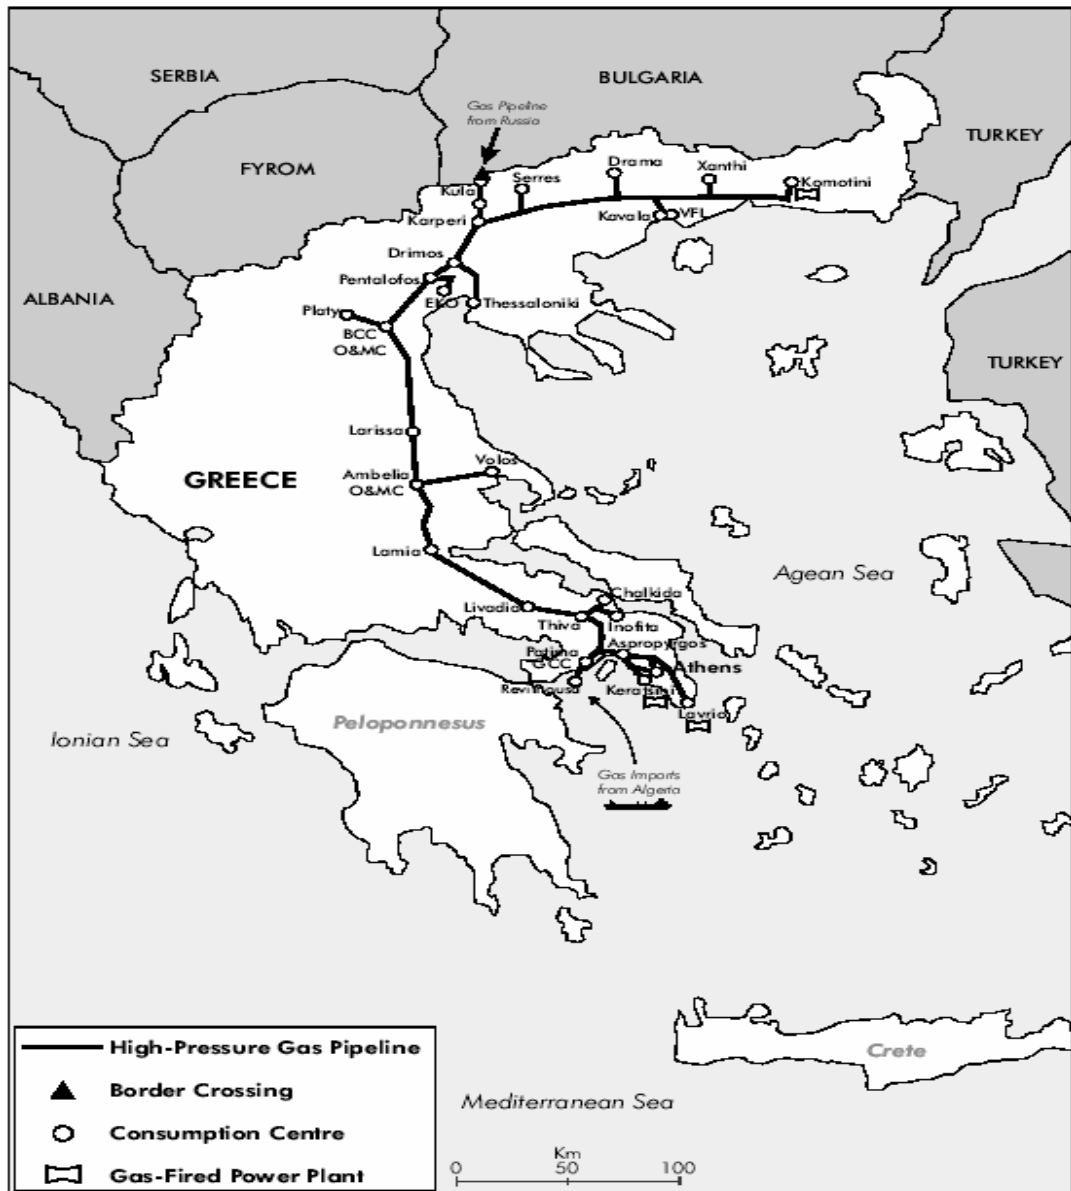 SERBIA
BULGARIA
Gas Pipeline
from Russia
TURKEY
FYROM
Drama
Xanthi
Serres
Komotini
Kula
Karperi
Kavala
VFL
Drimos
Pentalofos
EKO
Thessaloniki
ALBANIA
Platy
BCC
O&MC
TURKEY
Larissa
Volos
GREECE
Ambelia
O&MC
Lamia
Agean Sea
Chalkida
Livadia
Thiva
Inofita
Aspropyrgos
Patima
GCC
Athens
Revithousa
Keratsini
Lavrio
Peloponnesus
Ionian Sea
Gas Imports
from Algeria
High-Pressure Gas Pipeline
Border Crossing
Consumption Centre
Gas-Fired Power Plant
Crete
Mediterranean Sea
Km
0 50 100